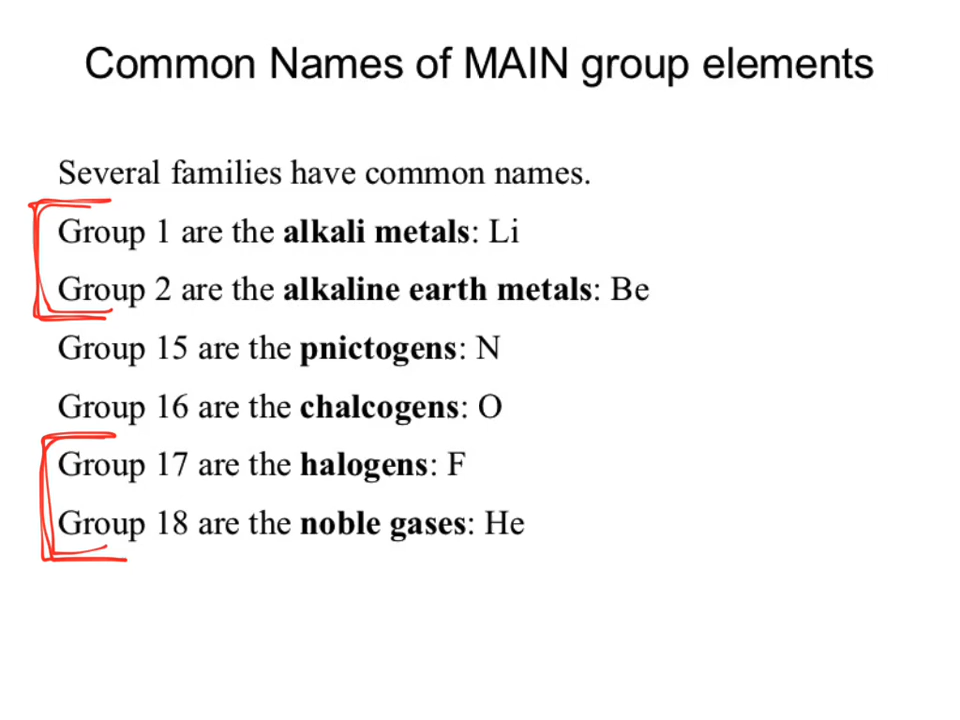 Common Names of MAIN group elements
Several families have common names.
Group 1 are the alkali metals: Li
Group 2 are the alkaline earth metals: Be
Group 15 are the pnictogens: N
Group 16 are the chalcogens: O
Group 17 are the halogens: F
Group 18 are the noble gases: He